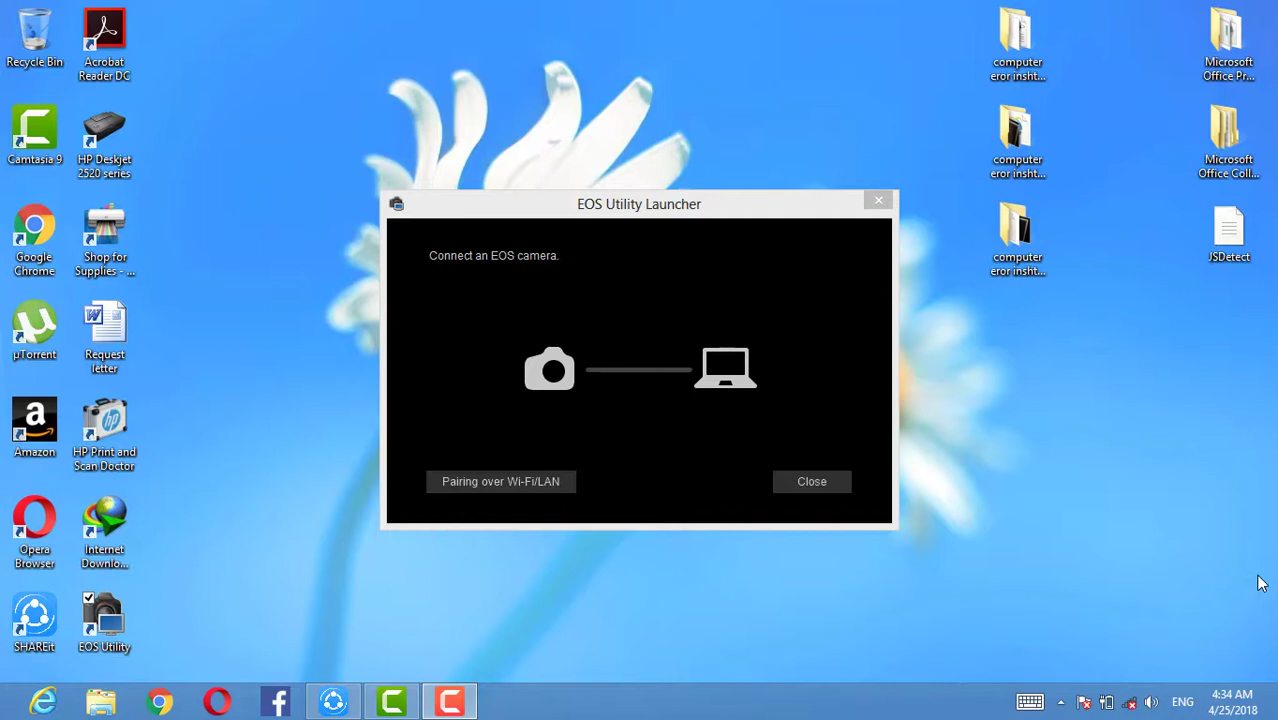 Recycle Bin
Acrobat
Reader DC
Camtasia 9
HP Deskjet
2520 series
Google
Chrome
Shop for
Supplies - ...
µTorrent
Request
letter
Amazon
HP Print and
Scan Doctor
Opera
Browser
Internet
Downlo...
SHAREit
EOS Utility
EOS Utility Launcher
Connect an EOS camera.
Pairing over Wi-Fi/LAN
Close
computer
eror insht...
computer
eror insht...
computer
eror insht...
Microsoft
Office Pr...
Microsoft
Office Coll...
JSDetect
ENG
4:34 AM
4/25/2018